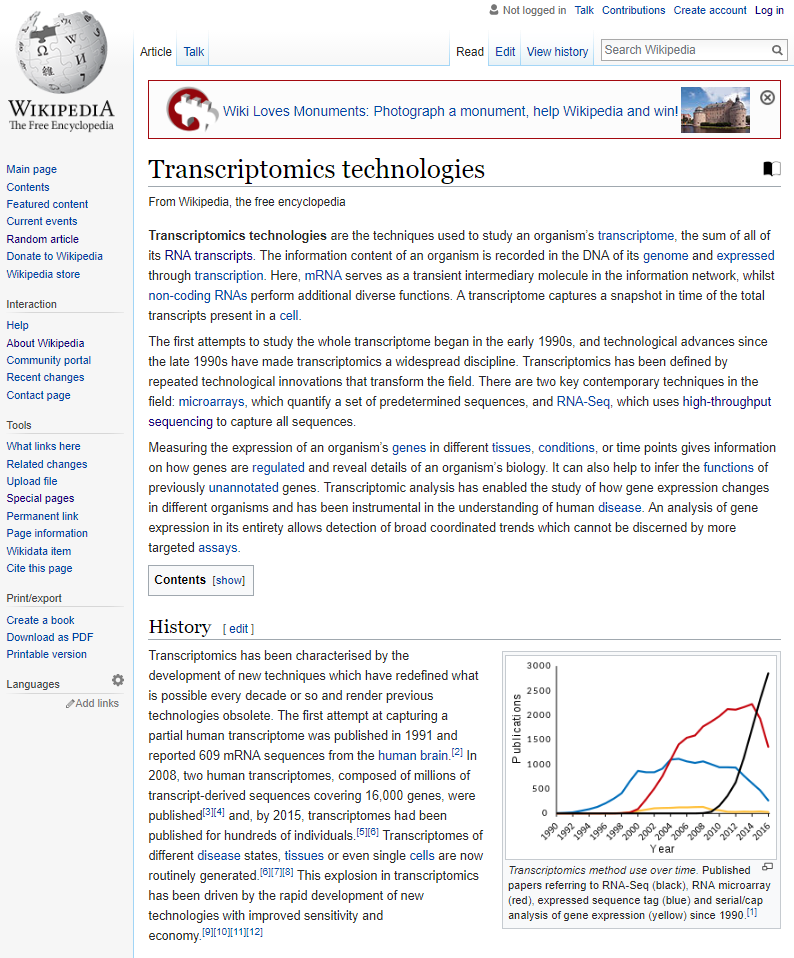 Not logged in Talk Contributions Create account Log in
WIKIPEDIA
The Free Encyclopedia
Article Talk Read Edit View history Search Wikipedia
Wiki Loves Monuments: Photograph a monument, help Wikipedia and win!
Main page
Contents
Featured content
Current events
Random article
Donate to Wikipedia
Wikipedia store
Interaction
Help
About Wikipedia
Community portal
Recent changes
Contact page
Tools
What links here
Related changes
Upload file
Special pages
Permanent link
Page information
Wikidata item
Cite this page
Print/export
Create a book
Download as PDF
Printable version
Languages
Add links
Transcriptomics technologies
From Wikipedia, the free encyclopedia
Transcriptomics technologies are the techniques used to study an organism's transcriptome, the sum of all of
its RNA transcripts. The information content of an organism is recorded in the DNA of its genome and expressed
through transcription. Here, mRNA serves as a transient intermediary molecule in the information network, whilst
non-coding RNAs perform additional diverse functions. A transcriptome captures a snapshot in time of the total
transcripts present in a cell.
The first attempts to study the whole transcriptome began in the early 1990s, and technological advances since
the late 1990s have made transcriptomics a widespread discipline. Transcriptomics has been defined by
repeated technological innovations that transform the field. There are two key contemporary techniques in the
field: microarrays, which quantify a set of predetermined sequences, and RNA-Seq, which uses high-throughput
sequencing to capture all sequences.
Measuring the expression of an organism's genes in different tissues, conditions, or time points gives information
on how genes are regulated and reveal details of an organism's biology. It can also help to infer the functions of
previously unannotated genes. Transcriptomic analysis has enabled the study of how gene expression changes
in different organisms and has been instrumental in the understanding of human disease. An analysis of gene
expression in its entirety allows detection of broad coordinated trends which cannot be discerned by more
targeted assays.
Contents [show]
History [ edit ]
Transcriptomics has been characterised by the
development of new techniques which have redefined what
is possible every decade or so and render previous
technologies obsolete. The first attempt at capturing a
partial human transcriptome was published in 1991 and
reported 609 mRNA sequences from the human brain.[2] In
2008, two human transcriptomes, composed of millions of
transcript-derived sequences covering 16,000 genes, were
published[3][4] and, by 2015, transcriptomes had been
published for hundreds of individuals.[5][6] Transcriptomes of
different disease states, tissues or even single cells are now
routinely generated.[6][7][8] This explosion in transcriptomics
has been driven by the rapid development of new
technologies with improved sensitivity and
economy.[9][10][11][12]
Publications
3000
2500
2000
1500
1000
500
0
1990 1992 1994 1996 1998 2000 2002 2004 2006 2008 2010 2012 2014 2016
Year
Transcriptomics method use over time. Published
papers referring to RNA-Seq (black), RNA microarray
(red), expressed sequence tag (blue) and serial/cap
analysis of gene expression (yellow) since 1990.[1]